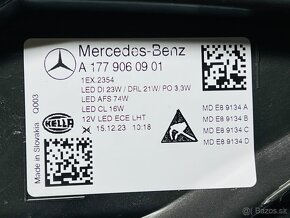 Mercedes-Benz
A 177 906 09 01
1EX.2354
LED DI 23W / DRL 21W/ PO 3,3W
LED AFS 74W
LED CL 16W
12V LED ECE LHT
15.12.23 10:18
MD E8 9134 A
MD E8 9134 B
MD E8 9134 C
MD E8 9134 D
HELLA
Made in Slovakia
Q003
bazos.sk